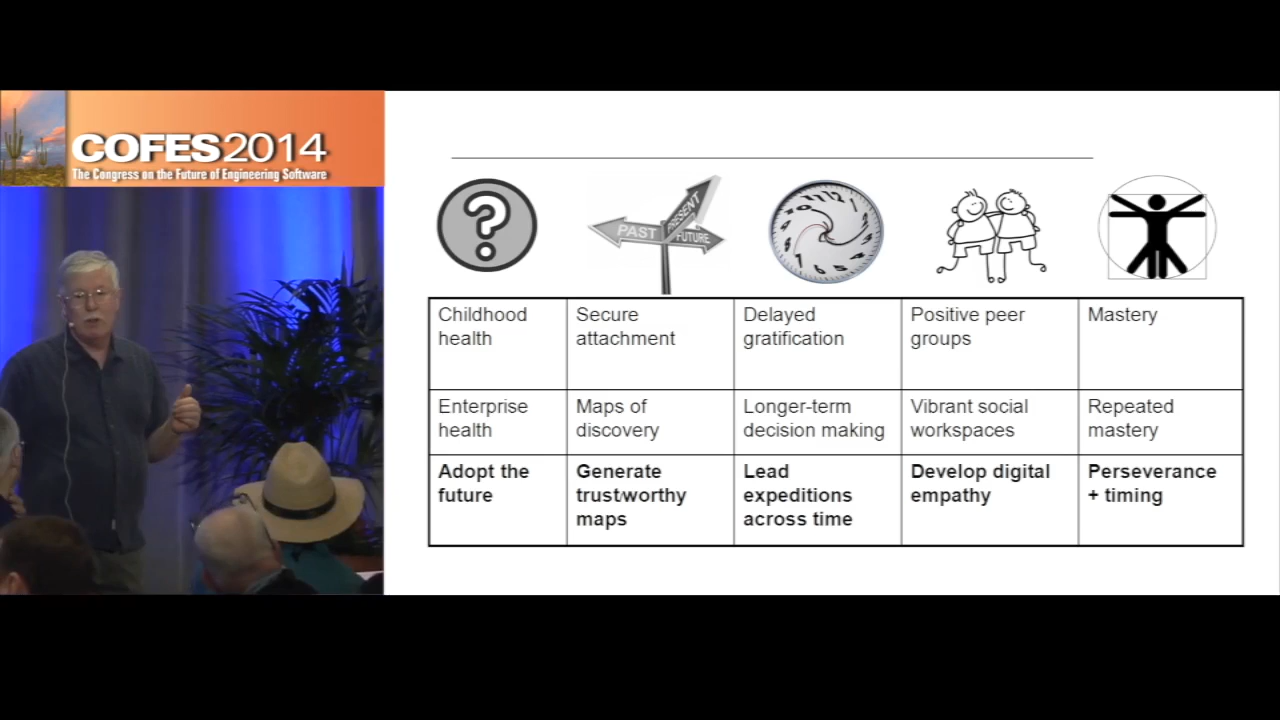 COFES2014
The Congress on the Future of Engineering Software
PAST
PRESENT
FUTURE
Childhood
health
Secure
attachment
Delayed
gratification
Positive peer
groups
Mastery
Enterprise
health
Maps of
discovery
Longer-term
decision making
Vibrant social
workspaces
Repeated
mastery
Adopt the
future
Generate
trustworthy
maps
Lead
expeditions
across time
Develop digital
empathy
Perseverance
+ timing